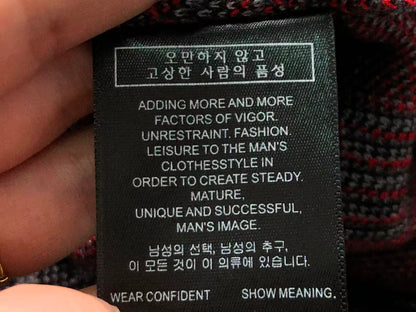 오만하지 않고
고상한 사람의 품성
ADDING MORE AND MORE
FACTORS OF VIGOR.
UNRESTRAINT. FASHION.
LEISURE TO THE MAN'S
CLOTHESSTYLE IN
ORDER TO CREATE STEADY.
MATURE,
UNIQUE AND SUCCESSFUL,
MAN'S IMAGE.
남성의 선택, 남성의 추구,
이 모든 것이 이 의류에 있습니다.
WEAR CONFIDENT SHOW MEANING.